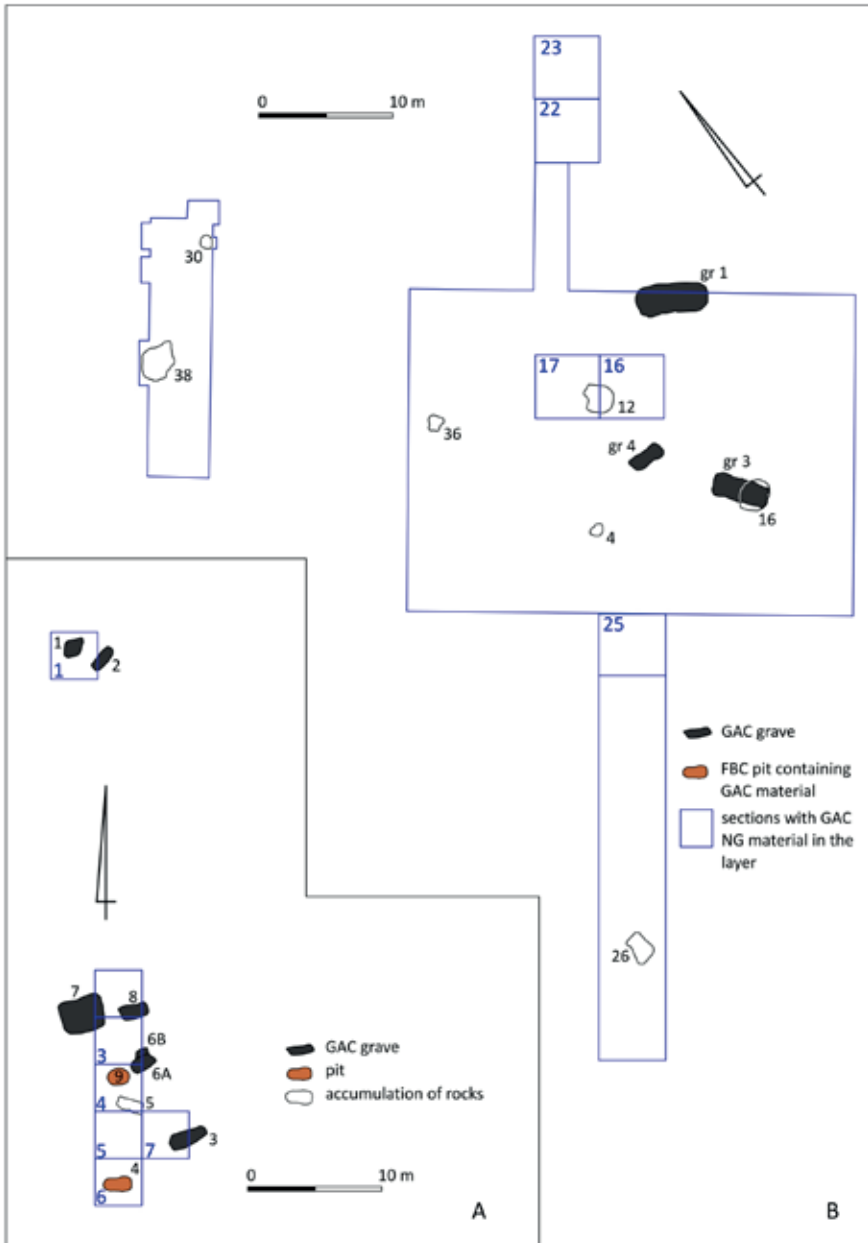 23
0 10 m
22
30
gr 1
38
17 16
12
36
gr 4
gr 3
16
4
25
1
1
2
GAC grave
FBC pit containing
GAC material
sections with GAC
NG material in the
layer
26
7
8
6B
3
6A
9
4 5
GAC grave
pit
accumulation of rocks
5 7
3
4
6
0 10 m
A
B